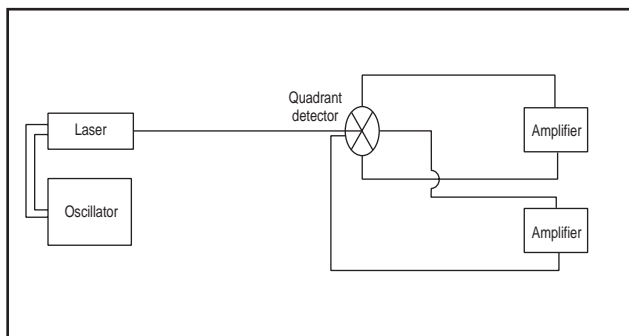 Quadrant
detector
Laser
Amplifier
Oscillator
Amplifier